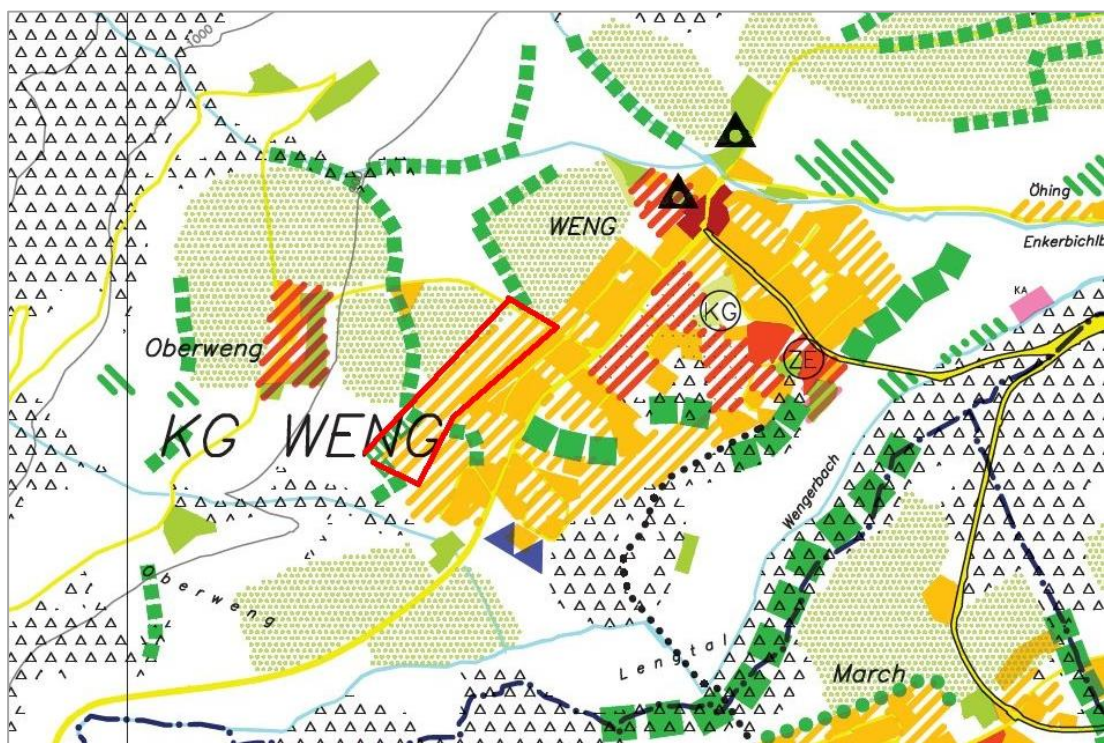 1000
WENG
Öhing
Enkerbichlb
KA
KG
Oberweng
ZE
KG WENG
Wengerbach
Oberweng
Lengtal
March